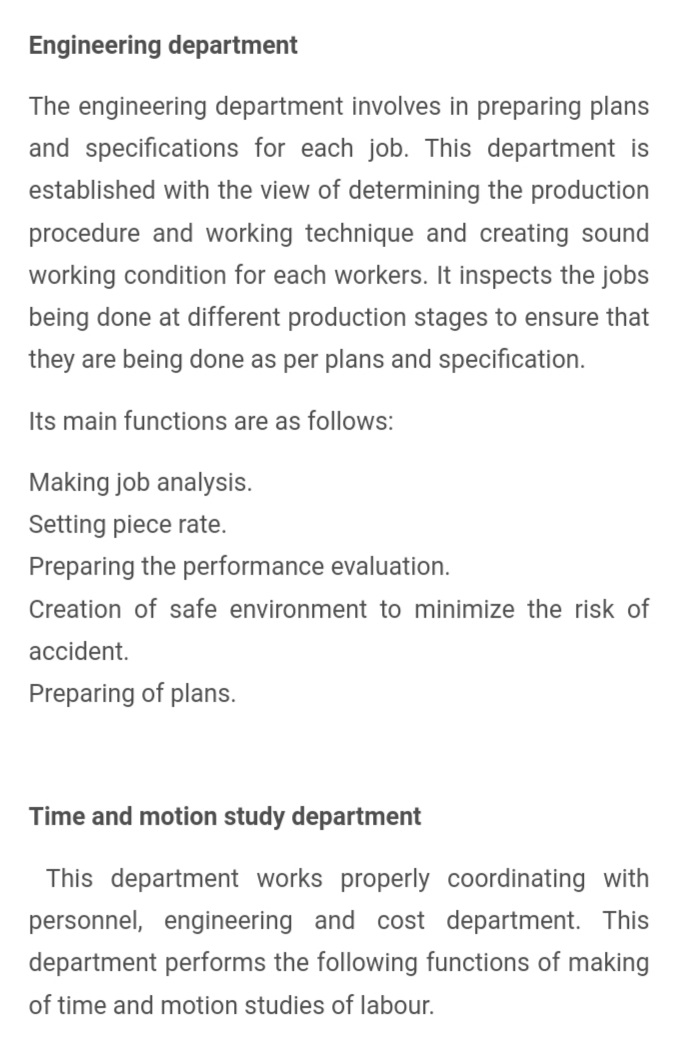 Engineering department
The engineering department involves in preparing plans
and specifications for each job. This department is
established with the view of determining the production
procedure and working technique and creating sound
working condition for each workers. It inspects the jobs
being done at different production stages to ensure that
they are being done as per plans and specification.
Its main functions are as follows:
Making job analysis.
Setting piece rate.
Preparing the performance evaluation.
Creation of safe environment to minimize the risk of
accident.
Preparing of plans.
Time and motion study department
This department works properly coordinating with
personnel, engineering and cost department. This
department performs the following functions of making
of time and motion studies of labour.